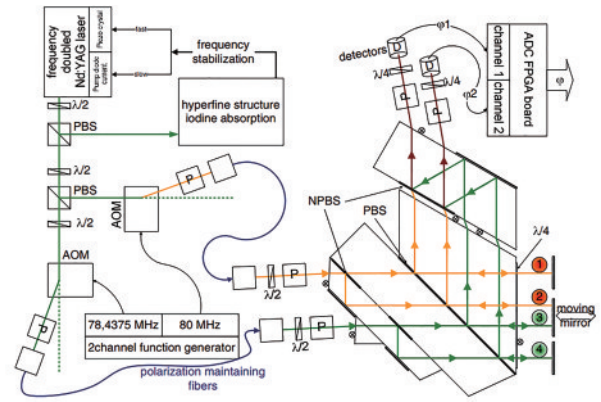 frequency
doubled
Nd:YAG laser
Piezo crystal
Pump diode
current.
fast
slow
frequency
stabilization
hyperfine structure
iodine absorption
λ/2
PBS
λ/2
PBS
λ/2
AOM
AOM
P
P
78,4375 MHz
80 MHz
2channel function generator
polarization maintaining
fibers
λ/2
P
λ/2
P
detectors
D
D
λ/4
λ/4
P
P
φ1
φ2
channel 1
channel 2
ADC FPGA
board
φ
NPBS
PBS
λ/4
1
2
3
4
moving
mirror